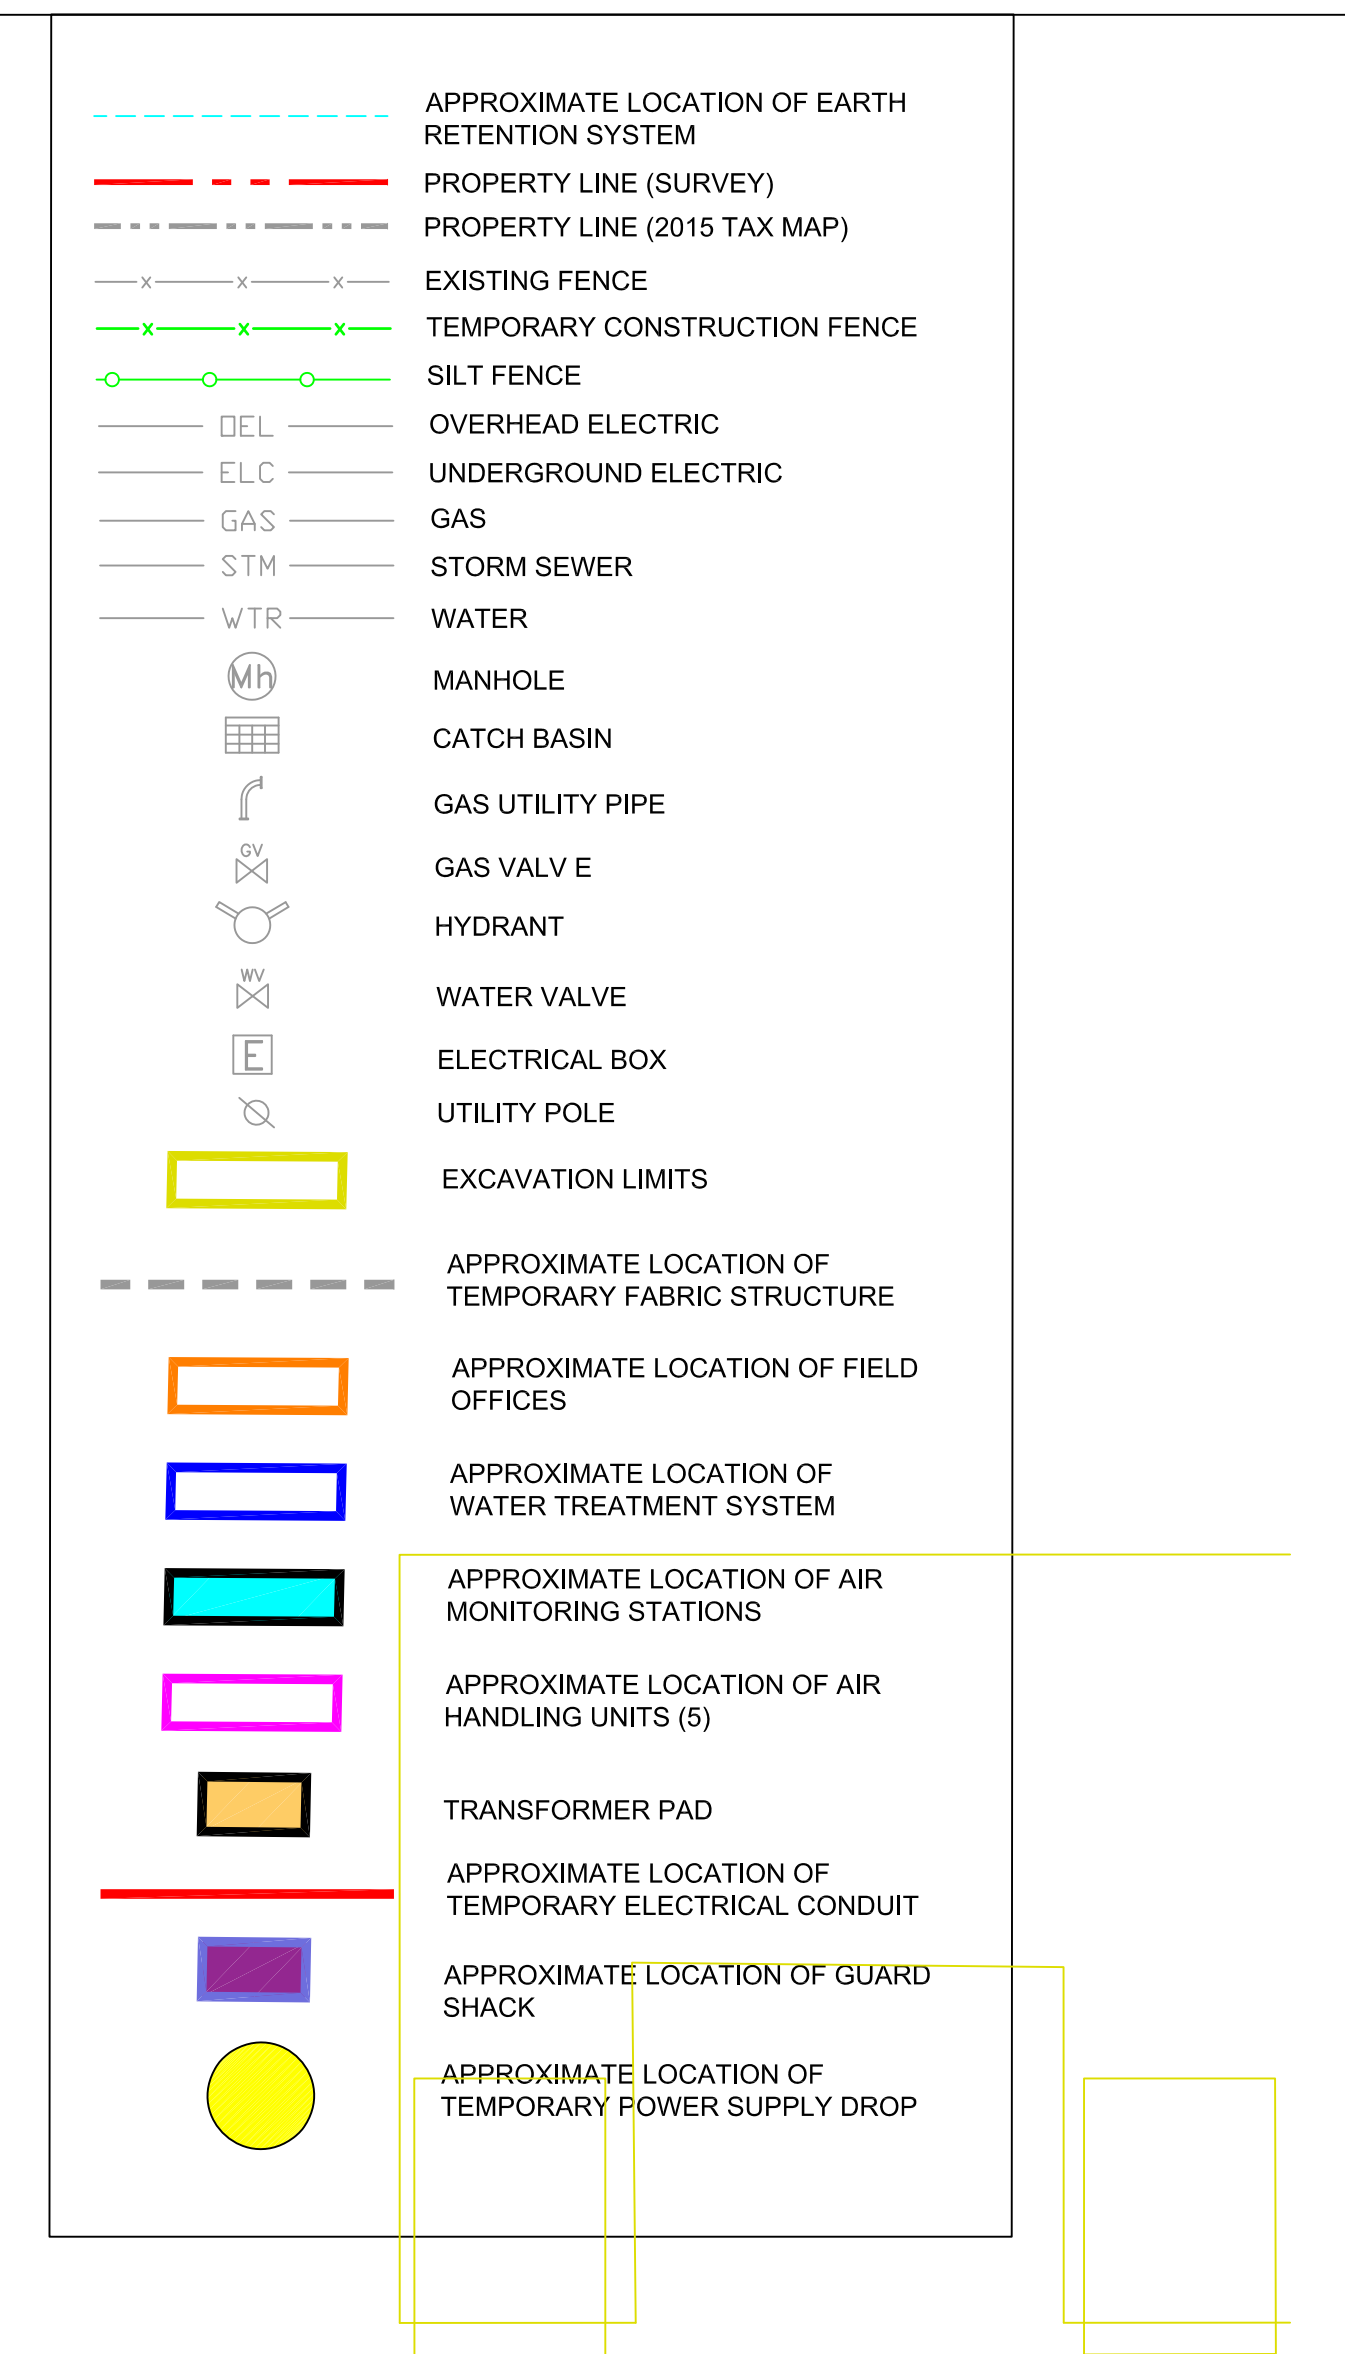 APPROXIMATE LOCATION OF EARTH
RETENTION SYSTEM
PROPERTY LINE (SURVEY)
PROPERTY LINE (2015 TAX MAP)
x x x EXISTING FENCE
x x x TEMPORARY CONSTRUCTION FENCE
SILT FENCE
OEL OVERHEAD ELECTRIC
ELC UNDERGROUND ELECTRIC
GAS GAS
STM STORM SEWER
WTR WATER
Mh MANHOLE
CATCH BASIN
GAS UTILITY PIPE
GV GAS VALV E
HYDRANT
WV WATER VALVE
E ELECTRICAL BOX
UTILITY POLE
EXCAVATION LIMITS
APPROXIMATE LOCATION OF
TEMPORARY FABRIC STRUCTURE
APPROXIMATE LOCATION OF FIELD
OFFICES
APPROXIMATE LOCATION OF
WATER TREATMENT SYSTEM
APPROXIMATE LOCATION OF AIR
MONITORING STATIONS
APPROXIMATE LOCATION OF AIR
HANDLING UNITS (5)
TRANSFORMER PAD
APPROXIMATE LOCATION OF
TEMPORARY ELECTRICAL CONDUIT
APPROXIMATE LOCATION OF GUARD
SHACK
APPROXIMATE LOCATION OF
TEMPORARY POWER SUPPLY DROP